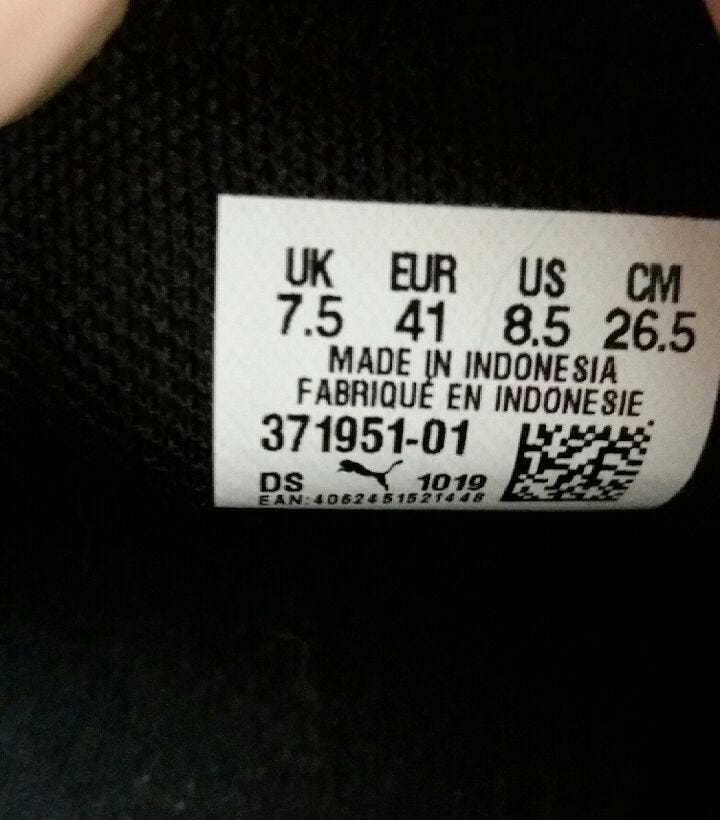 UK EUR US CM
7.5 41 8.5 26.5
MADE IN INDONESIA
FABRIQUÉ EN INDONESIE
371951-01
DS 1019
EAN:4062451521448